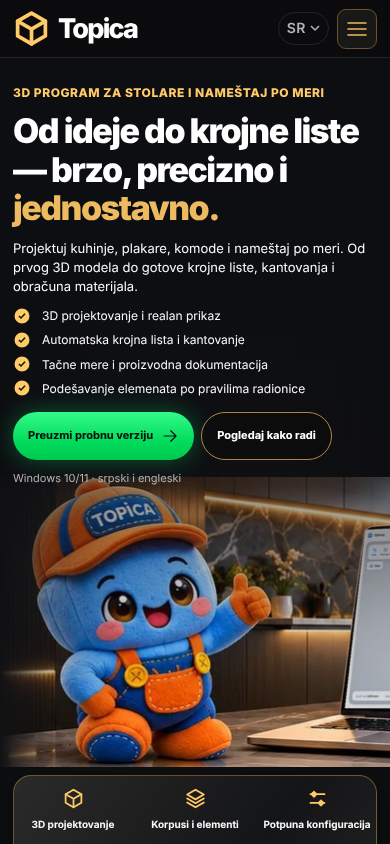 Topica
SR
3D PROGRAM ZA STOLARE I NAMEŠTAJ PO MERI
Od ideje do krojne liste
— brzo, precizno i
jednostavno.
Projektuj kuhinje, plakare, komode i nameštaj po meri. Od
prvog 3D modela do gotove krojne liste, kantovanja i
obračuna materijala.
3D projektovanje i realan prikaz
Automatska krojna lista i kantovanje
Tačne mere i proizvodna dokumentacija
Podešavanje elemenata po pravilima radionice
Preuzmi probnu verziju
Pogledaj kako radi
Windows 10/11 · srpski i engleski
TOPICA
3D projektovanje
Korpusi i elementi
Potpuna konfiguracija